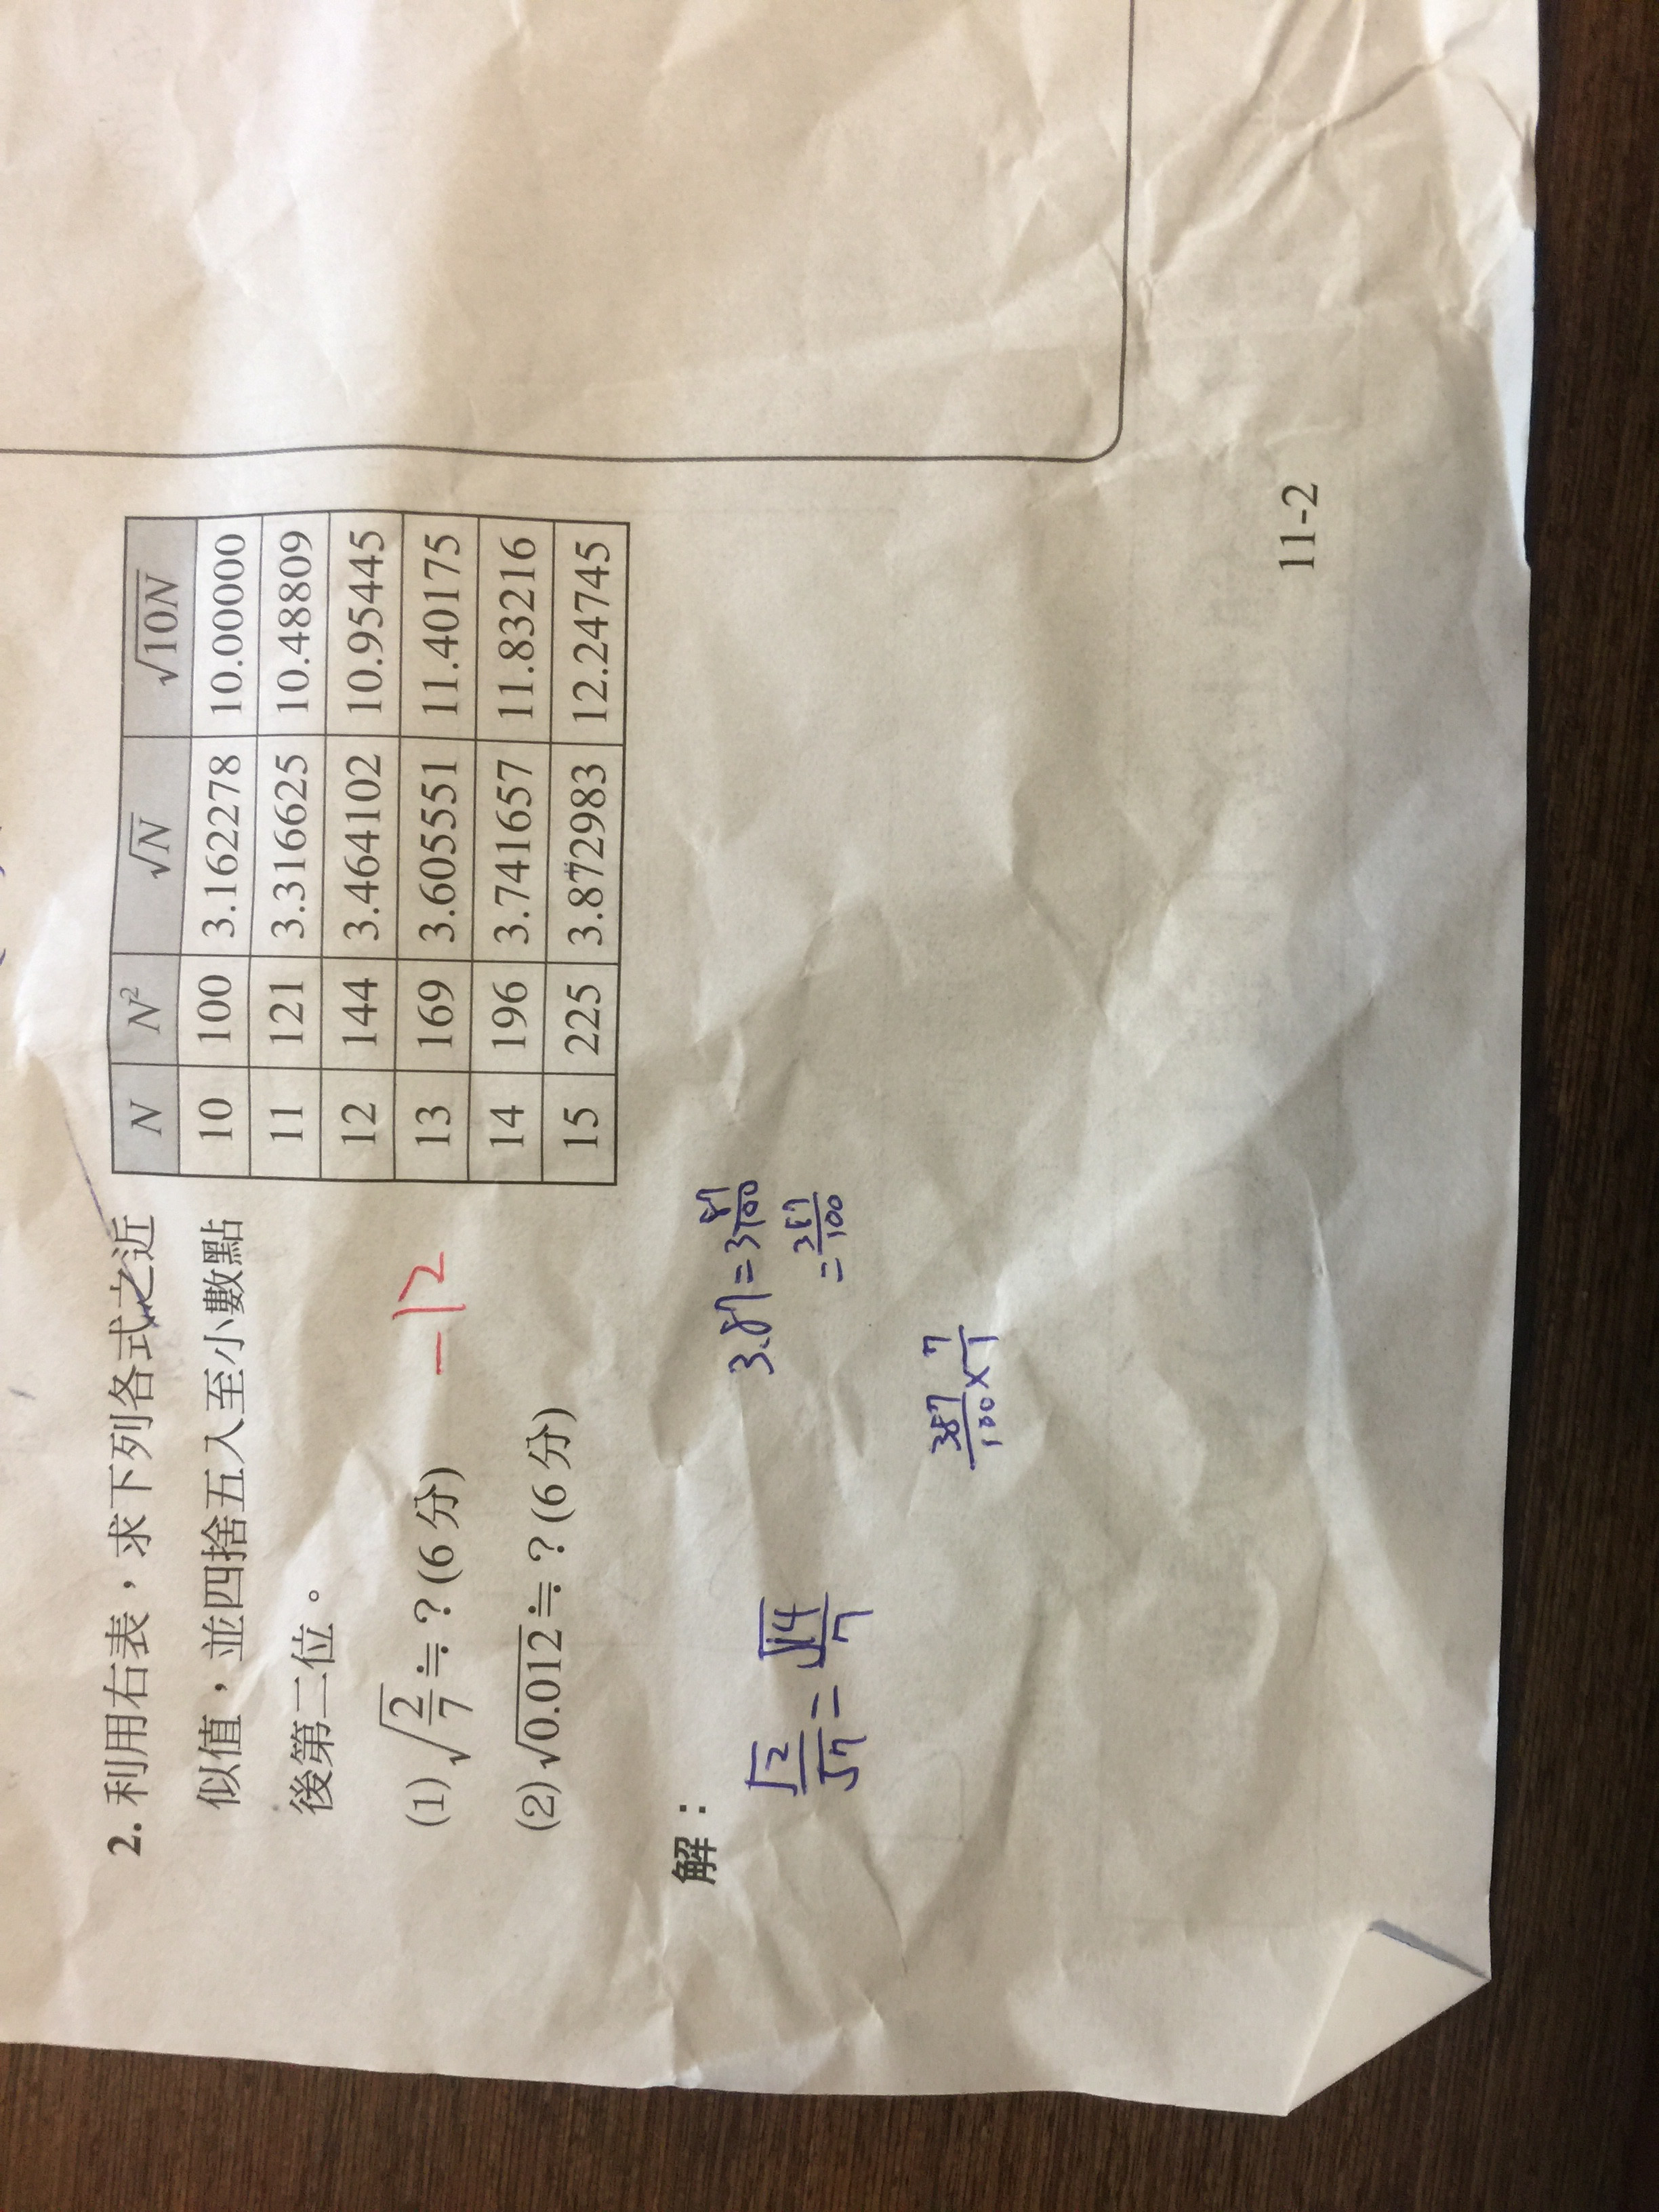 2. 利用右表，求下列各式之近
似值，並四捨五入至小數點
後第二位。
(1) √(2/7) ≒ ? (6 分)
-12
(2) √0.012 ≒ ? (6 分)
N N² √N √10N
10 100 3.162278 10.00000
11 121 3.316625 10.48809
12 144 3.464102 10.95445
13 169 3.605551 11.40175
14 196 3.741657 11.83216
15 225 3.872983 12.24745
解：
√2/√7 = √14/7
3.87 = 3 87/100
= 387/100
387/100 × 7/1
11-2